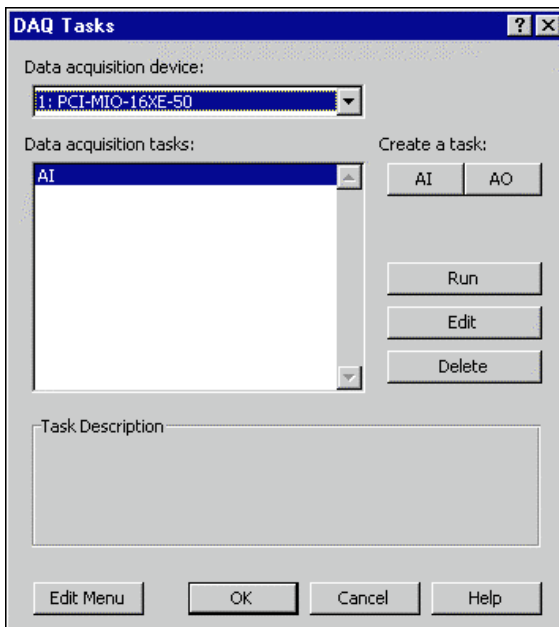 DAQ Tasks
Data acquisition device:
1: PCI-MIO-16XE-50
Data acquisition tasks:
Create a task:
AI
AI AO
Run
Edit
Delete
Task Description
Edit Menu OK Cancel Help